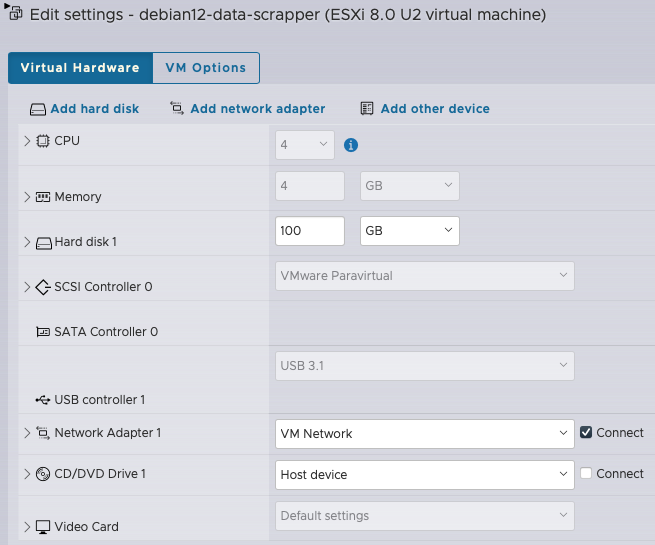 Edit settings - debian12-data-scrapper (ESXi 8.0 U2 virtual machine)
Virtual Hardware VM Options
Add hard disk Add network adapter Add other device
CPU 4
Memory 4 GB
Hard disk 1 100 GB
SCSI Controller 0 VMware Paravirtual
SATA Controller 0
USB 3.1
USB controller 1
Network Adapter 1 VM Network Connect
CD/DVD Drive 1 Host device Connect
Video Card Default settings